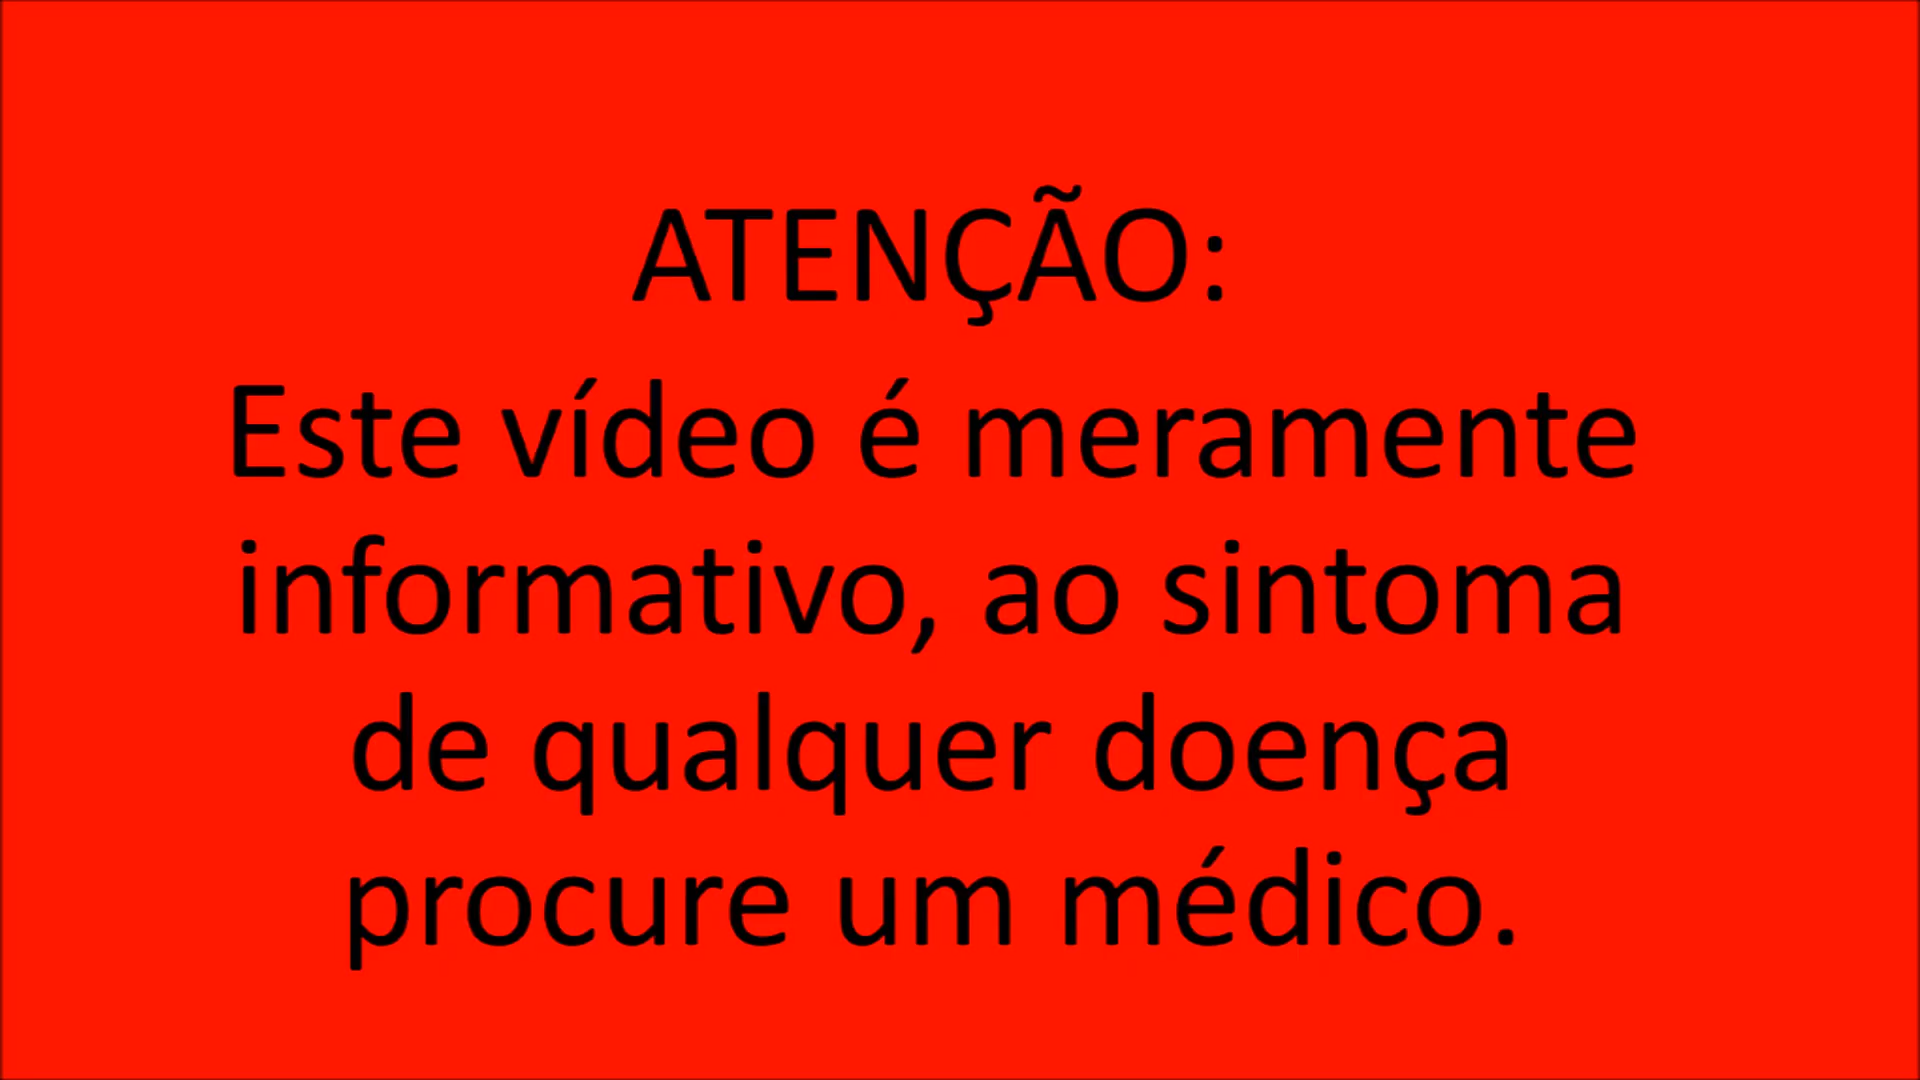 ATENÇÃO:
Este vídeo é meramente
informativo, ao sintoma
de qualquer doença
procure um médico.